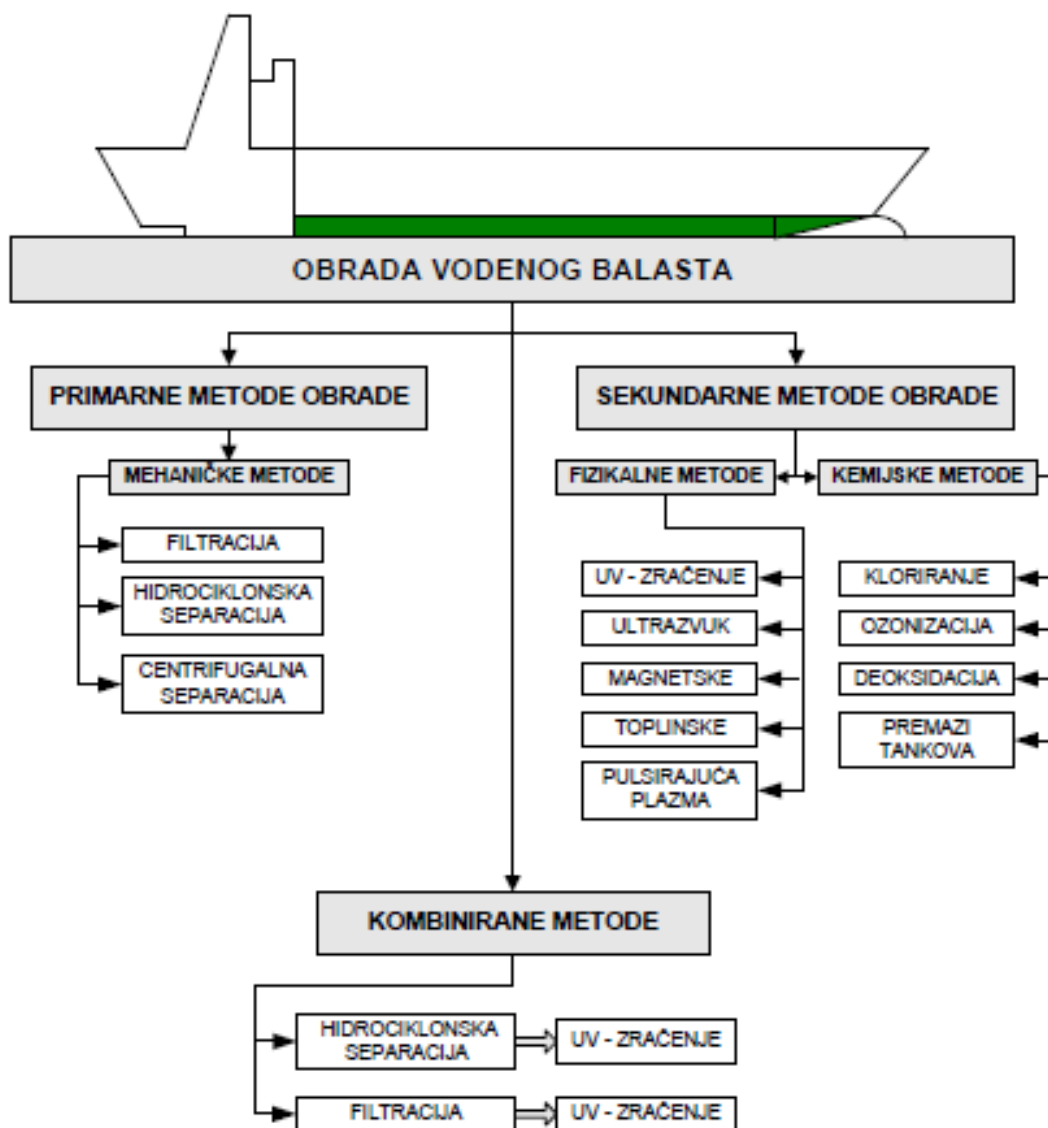 OBRADA VODENOG BALASTA
PRIMARNE METODE OBRADE
MEHANIČKE METODE
FILTRACIJA
HIDROCIKLONSKA
SEPARACIJA
CENTRIFUGALNA
SEPARACIJA
SEKUNDARNE METODE OBRADE
FIZIKALNE METODE
UV - ZRAČENJE
ULTRAZVUK
MAGNETSKE
TOPLINSKE
PULSIRAJUĆA
PLAZMA
KEMIJSKE METODE
KLORIRANJE
OZONIZACIJA
DEOKSIDACIJA
PREMAZI
TANKOVA
KOMBINIRANE METODE
HIDROCIKLONSKA
SEPARACIJA
UV - ZRAČENJE
FILTRACIJA
UV - ZRAČENJE